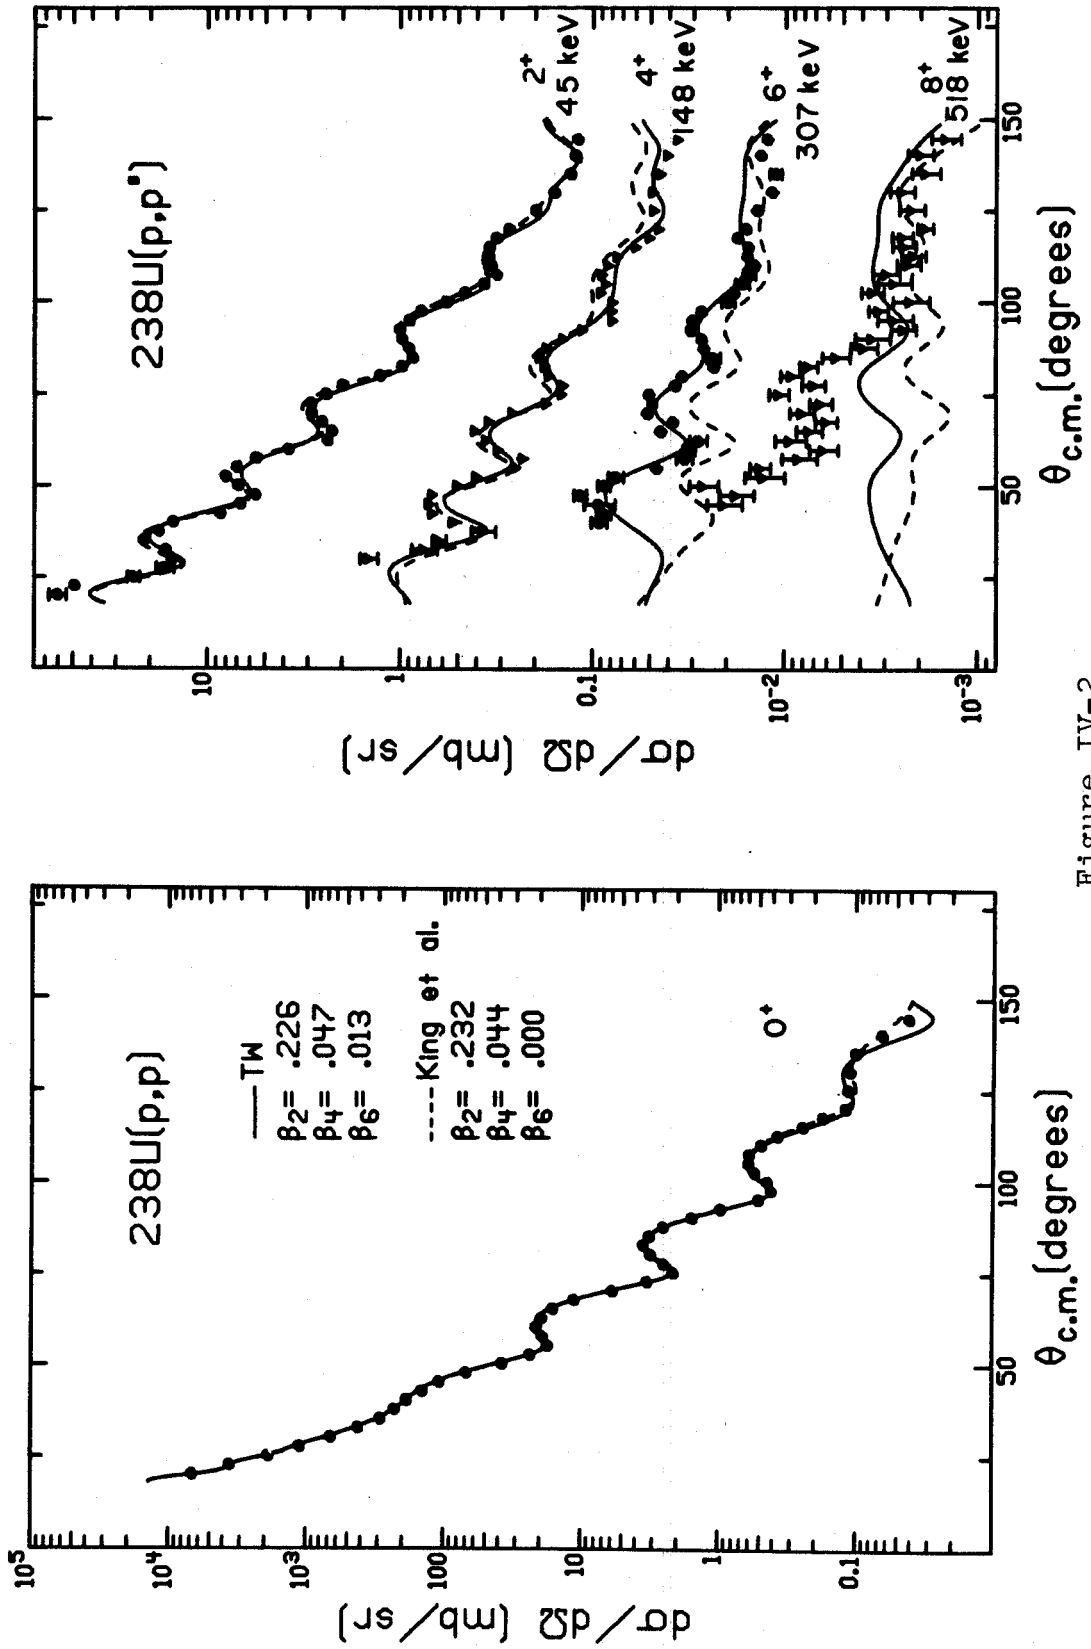 238U(p,p)
—— TW
β2= .226
β4= .047
β6= .013
---- King et al.
β2= .232
β4= .044
β6= .000
0+
10^5
10^4
10^3
100
10
1
0.1
dσ/dΩ (mb/sr)
50 100 150
θc.m.(degrees)
238U(p,p')
2+
45 keV
4+
148 keV
6+
307 keV
8+
518 keV
10
1
0.1
10^-2
10^-3
dσ/dΩ (mb/sr)
50 100 150
θc.m.(degrees)
Figure IV-2